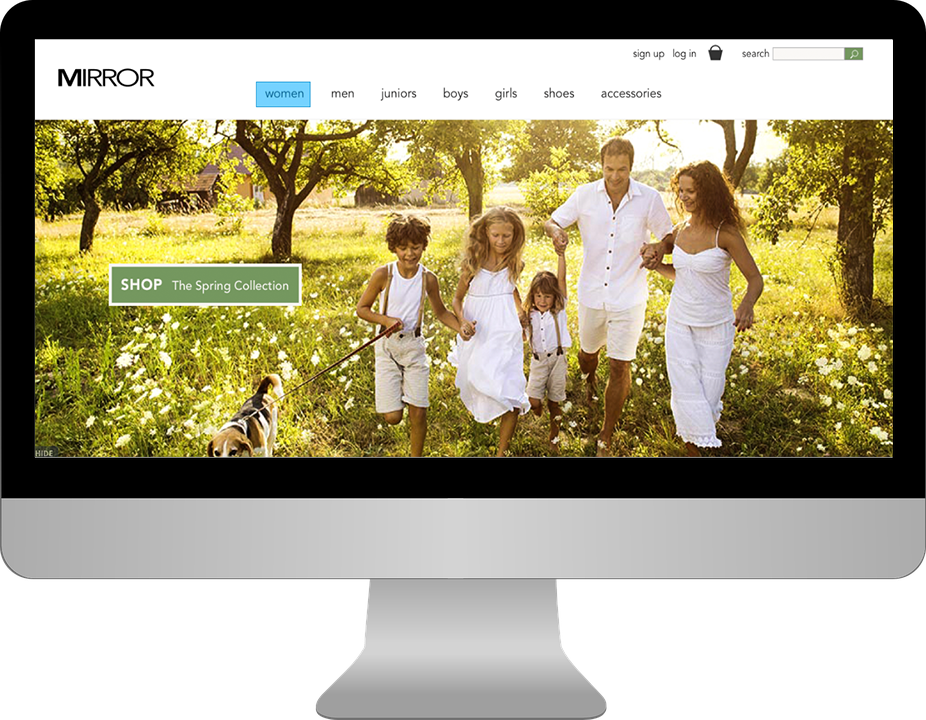 sign up log in search
MIRROR
women men juniors boys girls shoes accessories
SHOP The Spring Collection
HIDE